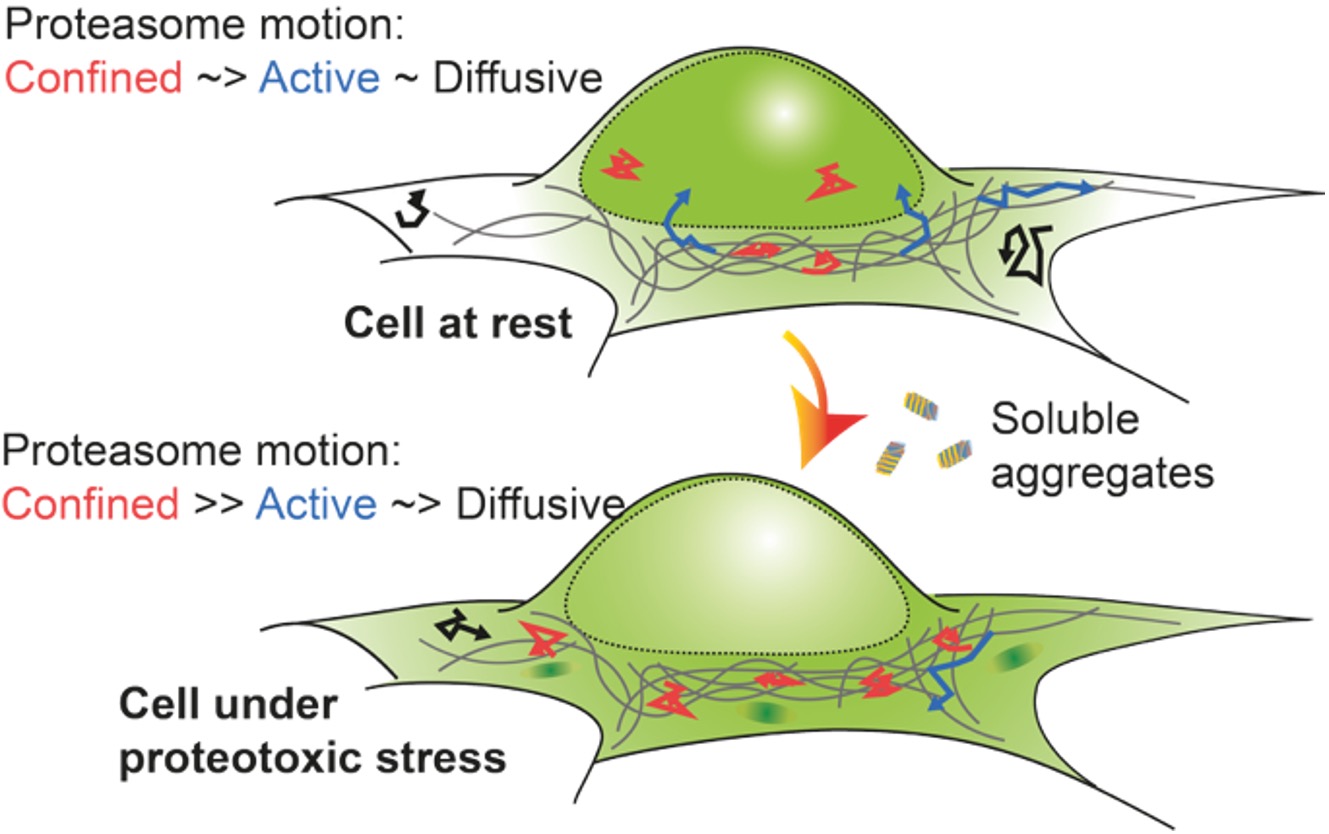 Proteasome motion:
Confined ~> Active ~ Diffusive
Cell at rest
Soluble
aggregates
Proteasome motion:
Confined >> Active ~> Diffusive
Cell under
proteotoxic stress